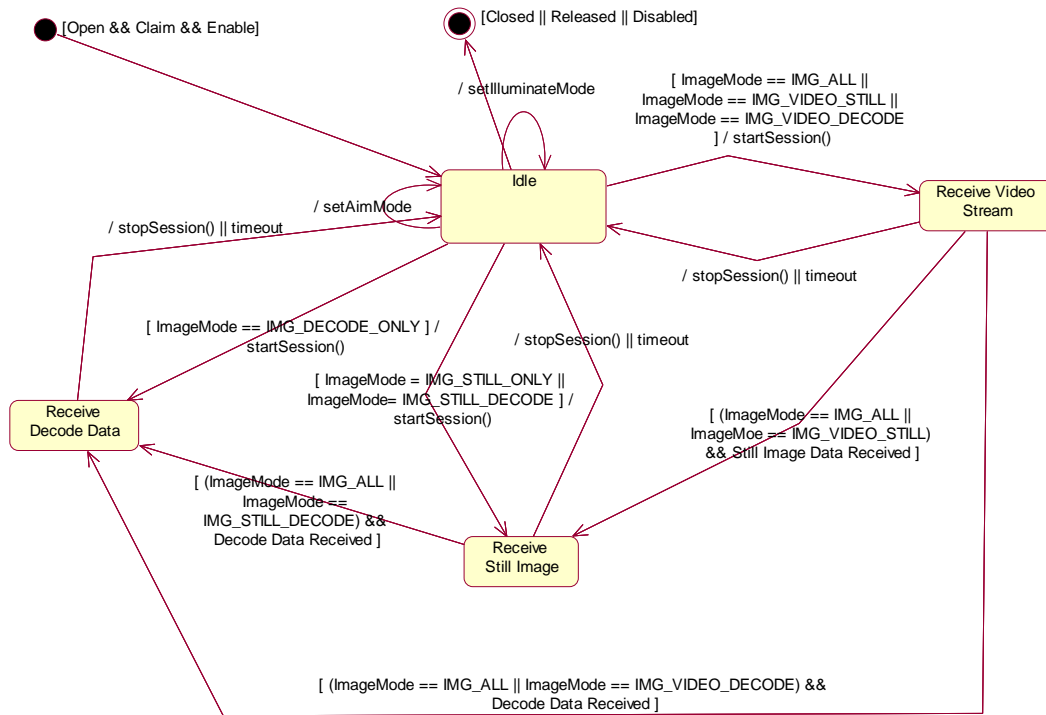 [Open && Claim && Enable]
[Closed || Released || Disabled]
/ setIlluminateMode
[ ImageMode == IMG_ALL ||
ImageMode == IMG_VIDEO_STILL ||
ImageMode == IMG_VIDEO_DECODE
] / startSession()
Idle
Receive Video
Stream
/ setAimMode
/ stopSession() || timeout
/ stopSession() || timeout
[ ImageMode == IMG_DECODE_ONLY ] /
startSession()
/ stopSession() || timeout
[ ImageMode = IMG_STILL_ONLY ||
ImageMode= IMG_STILL_DECODE ] /
startSession()
Receive
Decode Data
[ (ImageMode == IMG_ALL ||
ImageMoe == IMG_VIDEO_STILL)
&& Still Image Data Received ]
[ (ImageMode == IMG_ALL ||
ImageMode ==
IMG_STILL_DECODE) &&
Decode Data Received ]
Receive
Still Image
[ (ImageMode == IMG_ALL || ImageMode == IMG_VIDEO_DECODE) &&
Decode Data Received ]